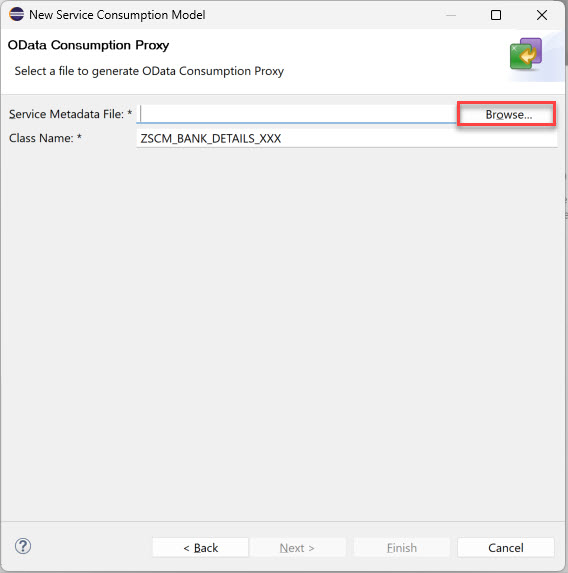 New Service Consumption Model
OData Consumption Proxy
Select a file to generate OData Consumption Proxy
Service Metadata File: * Browse...
Class Name: * ZSCM_BANK_DETAILS_XXX
? < Back Next > Finish Cancel